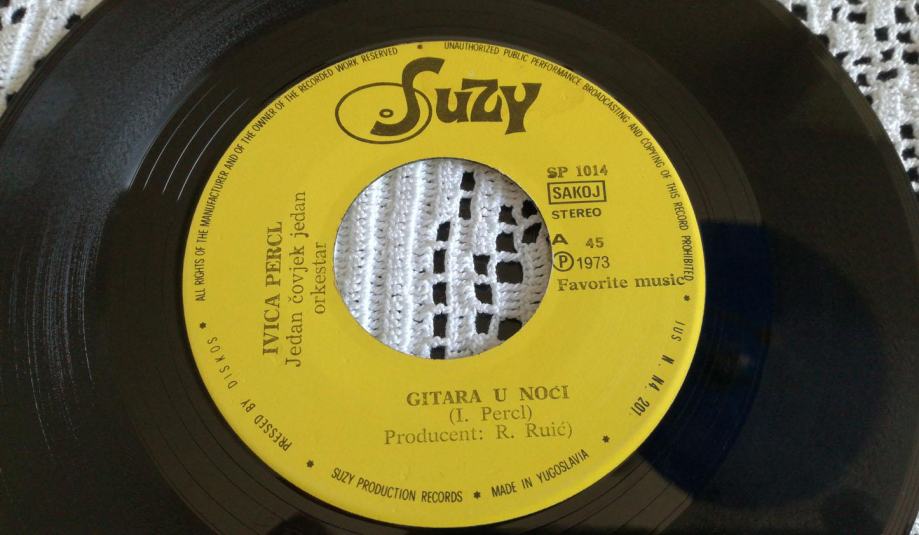 ALL RIGHTS OF THE MANUFACTURER AND OF THE OWNER OF THE RECORDED WORK RESERVED • UNAUTHORIZED PUBLIC PERFORMANCE BROADCASTING AND COPYING OF THIS RECORD PROHIBITED
Suzy
SP 1014
SAKOJ
STEREO
A 45
Ⓟ 1973
Favorite music
IVICA PERCL
Jedan čovjek jedan
orkestar
GITARA U NOĆI
(I. Percl)
Producent: R. Ruić)
PRESSED BY DISKOS * SUZY PRODUCTION RECORDS * MADE IN YUGOSLAVIA * JUS N. N4. 201